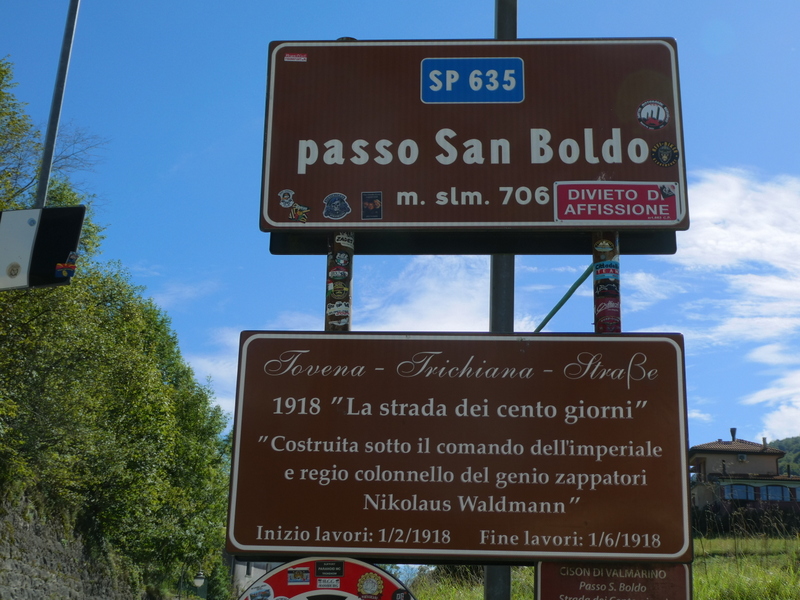 SP 635
passo San Boldo
m. slm. 706
DIVIETO DI
AFFISSIONE
Tovena - Trichiana - Straße
1918 "La strada dei cento giorni"
"Costruita sotto il comando dell'imperiale
e regio colonnello del genio zappatori
Nikolaus Waldmann"
Inizio lavori: 1/2/1918 Fine lavori: 1/6/1918
CISON DI VALMARINO
Passo S. Boldo